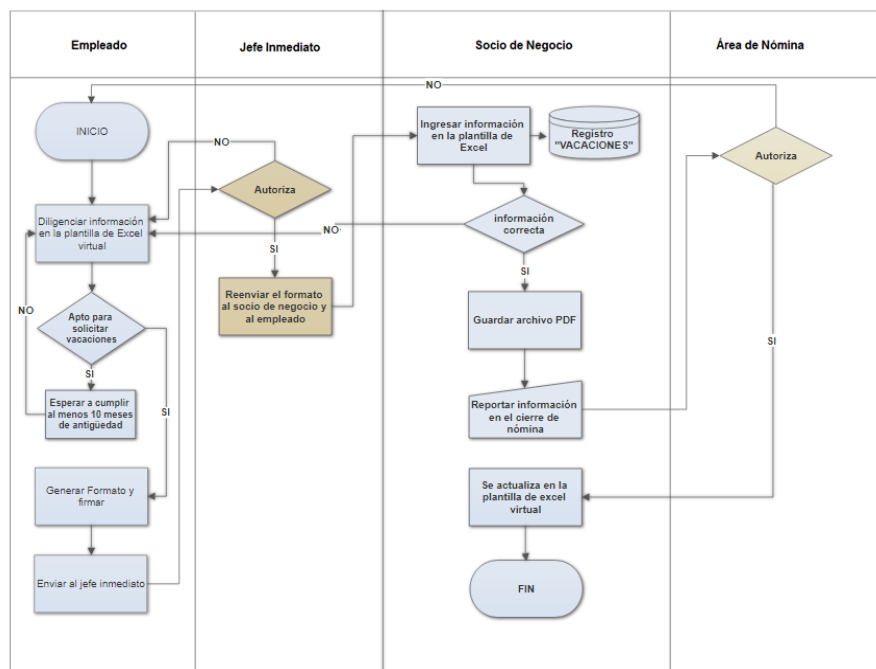 Empleado
Jefe Inmediato
Socio de Negocio
Área de Nómina
NO
INICIO
NO
Autoriza
Ingresar información
en la plantilla de
Excel
Registro
"VACACIONES"
Autoriza
Diligenciar información
en la plantilla de Excel
virtual
información
correcta
NO
SI
SI
Reenviar el formato
al socio de negocio y
al empleado
NO
Apto para
solicitar
vacaciones
Guardar archivo PDF
SI
SI
SI
Esperar a cumplir
al menos 10 meses
de antigüedad
Reportar información
en el cierre de
nómina
Generar Formato y
firmar
Se actualiza en la
plantilla de excel
virtual
Enviar al jefe inmediato
FIN